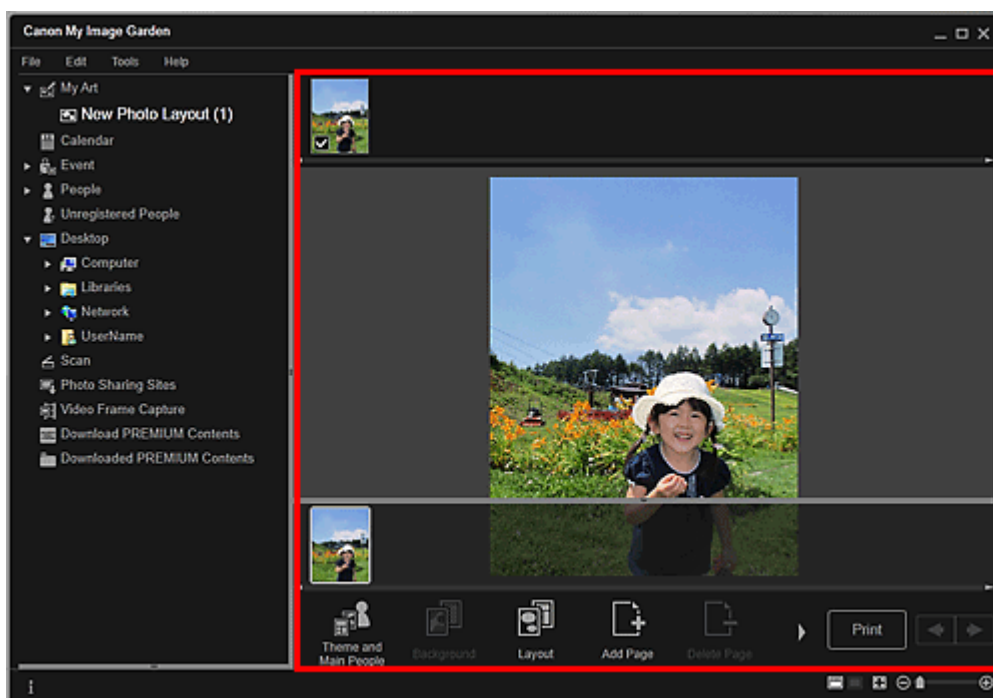 Canon My Image Garden
File Edit Tools Help
My Art
New Photo Layout (1)
Calendar
Event
People
Unregistered People
Desktop
Computer
Libraries
Network
UserName
Scan
Photo Sharing Sites
Video Frame Capture
Download PREMIUM Contents
Downloaded PREMIUM Contents
Theme and
Main People
Background
Layout
Add Page
Delete Page
Print